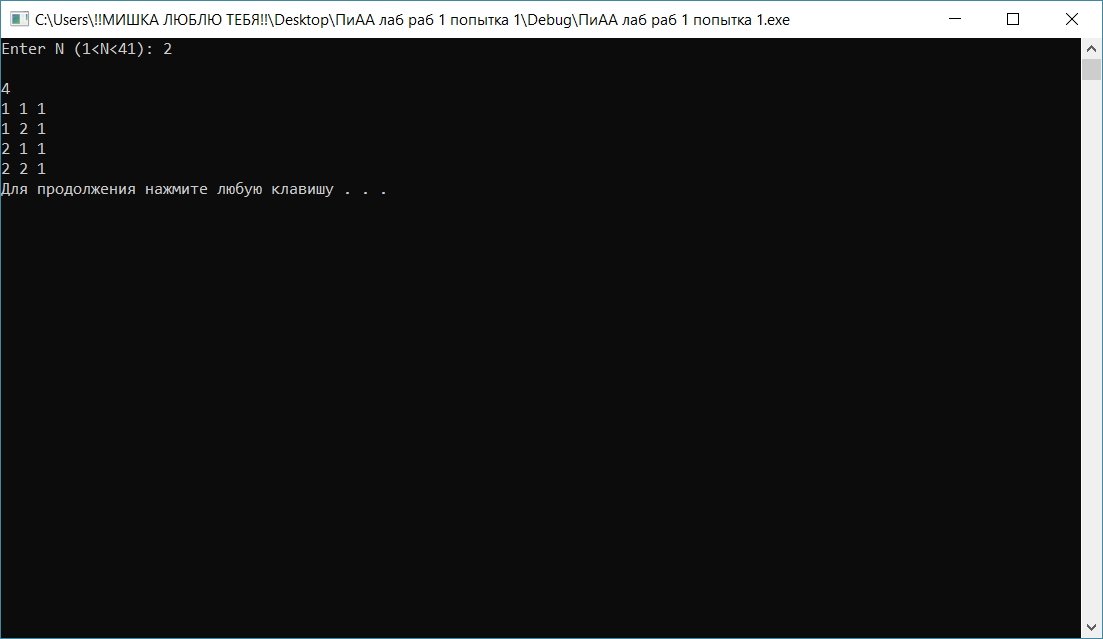 C:\Users\!!МИШКА ЛЮБЛЮ ТЕБЯ!!\Desktop\ПиАА лаб раб 1 попытка 1\Debug\ПиАА лаб раб 1 попытка 1.exe
Enter N (1<N<41): 2
4
1 1 1
1 2 1
2 1 1
2 2 1
Для продолжения нажмите любую клавишу . . .